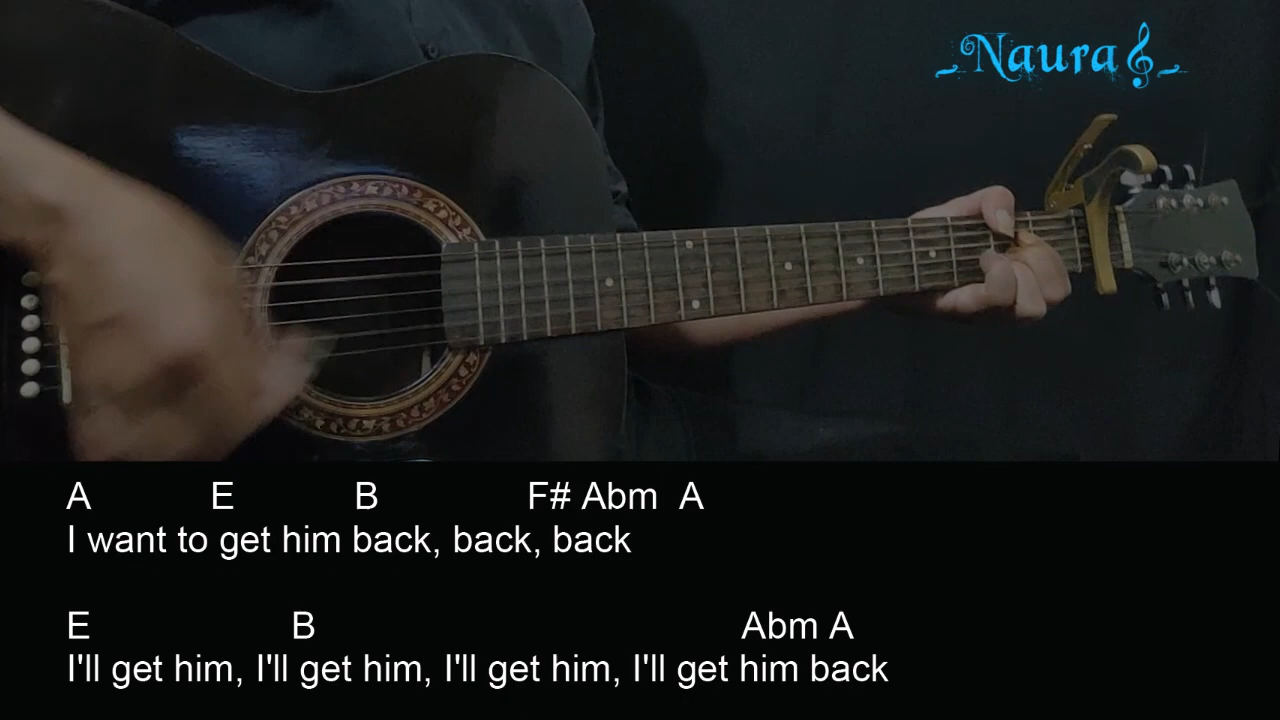 Naura
A E B F# Abm A
I want to get him back, back, back
E B Abm A
I'll get him, I'll get him, I'll get him, I'll get him back